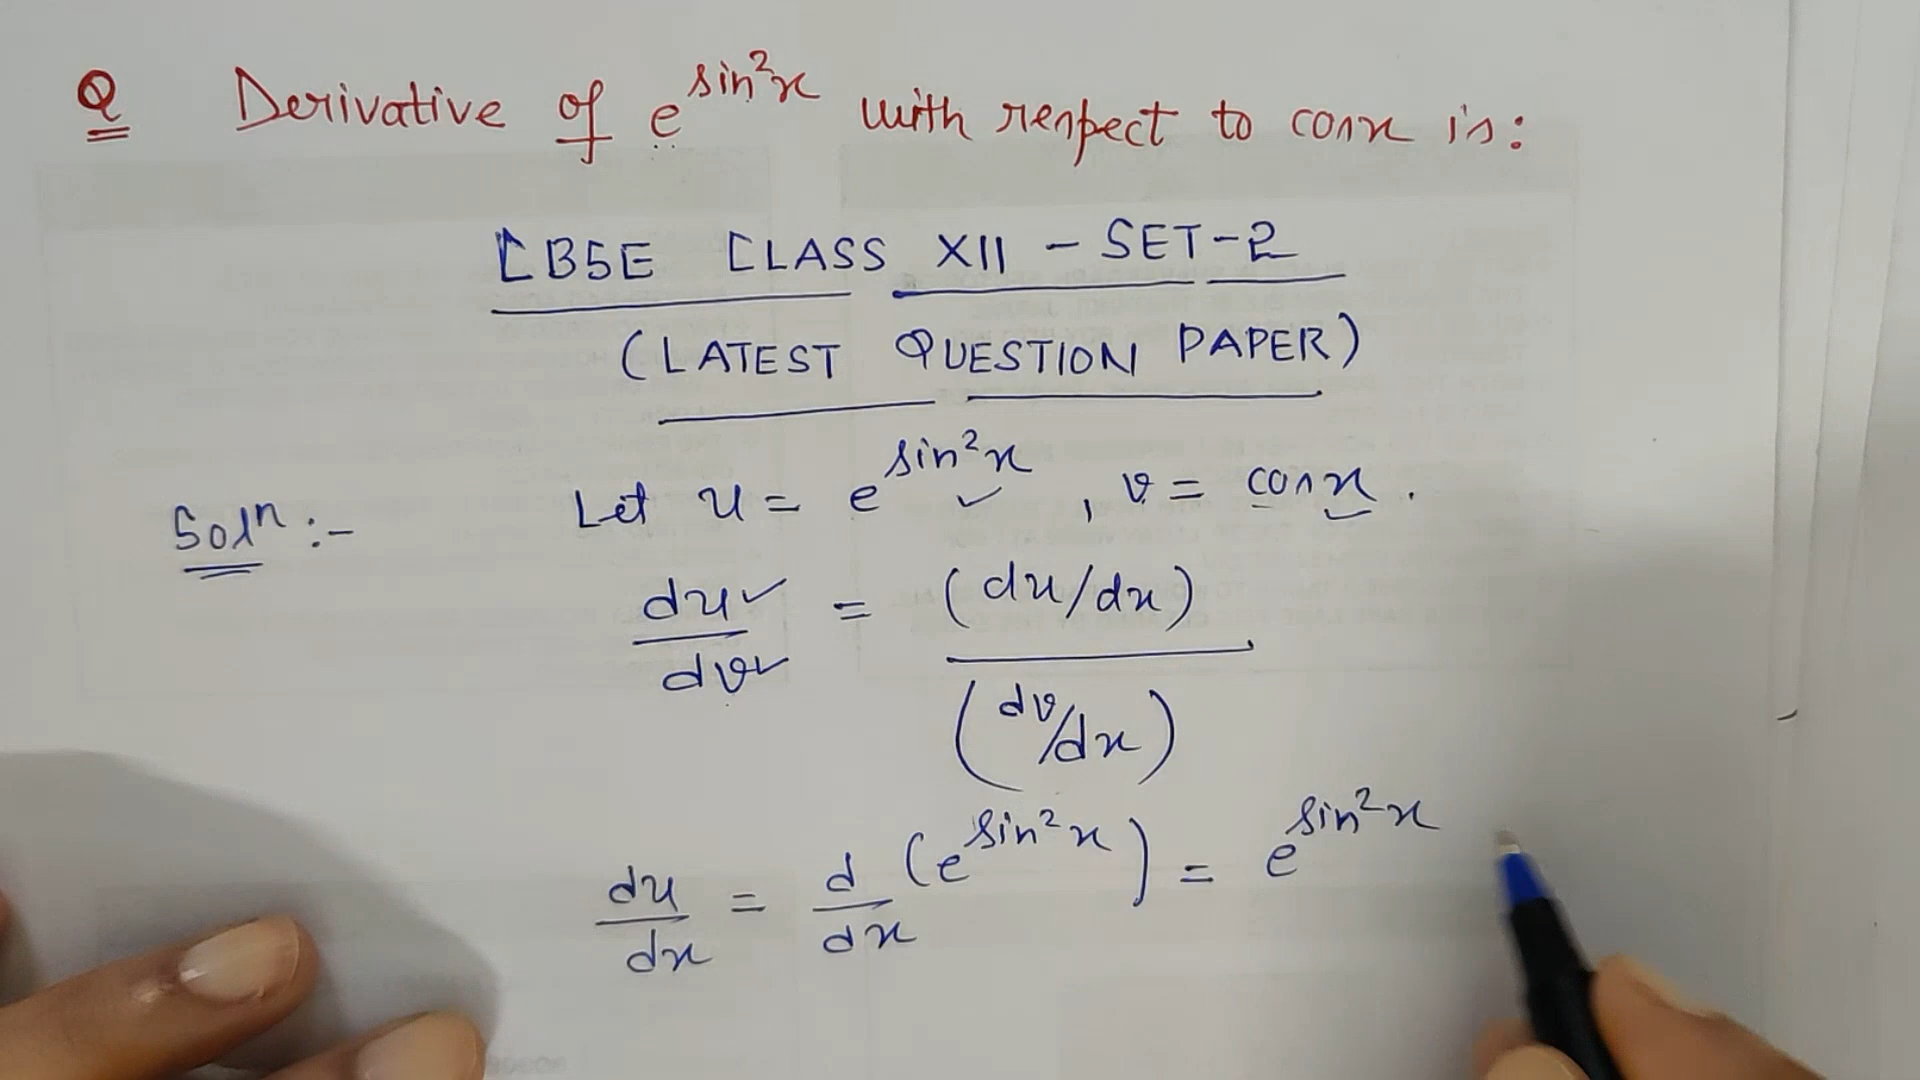 Q Derivative of e^sin²x with respect to cosx is:
CBSE CLASS XII - SET-2
(LATEST QUESTION PAPER)
Solⁿ :- Let u = e^sin²x , v = cosx .
du/dv = (du/dx) / (dv/dx)
du/dx = d/dx (e^sin²x) = e^sin²x